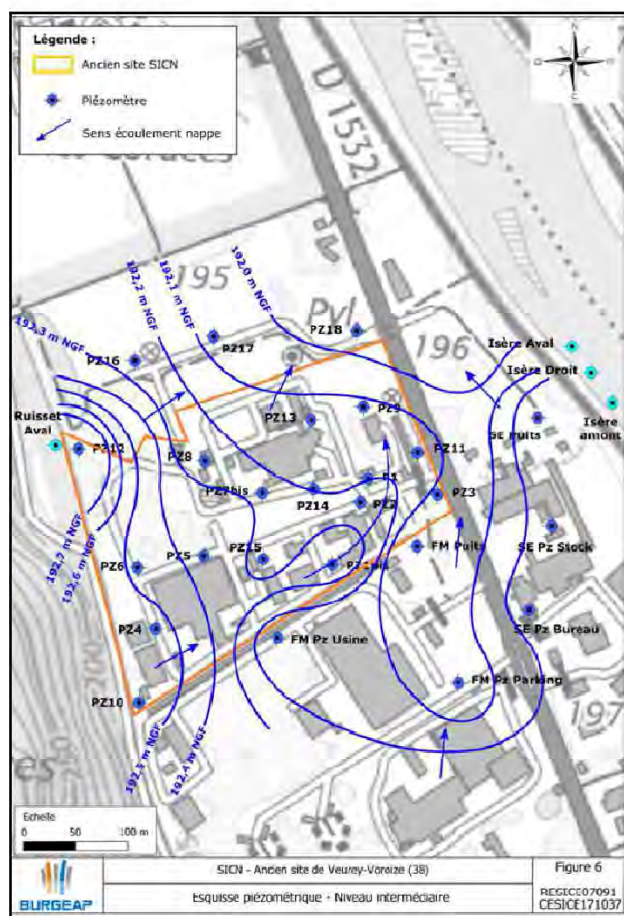 Légende :
Ancien site SICN
Piézomètre
Sens écoulement nappe
D 1532
195
Pvl
192,0 m NGF
192,1 m NGF
192,2 m NGF
192,3 m NGF
PZ18
196
Isère Aval
PZ17
PZ16
Isère Droit
Isère amont
Ruisset Aval
PZ12
PZ13
PZ9
SE Puits
PZ8
PZ11
PZ7bis
PZ14
PZ2
PZ3
192,7 m NGF
192,6 m NGF
PZ6
PZ5
PZ15
FM Puits
SE Pz Stock
PZ4
FM Pz Usine
SE Pz Bureau
PZ10
FM Pz Parking
197
192,5 m NGF
192,4 m NGF
Echelle
0 50 100 m
BURGEAP
SICN - Ancien site de Veurey-Voroize (38)
Esquisse piézométrique - Niveau intermédiaire
Figure 6
RESICE07091
CESICE171037